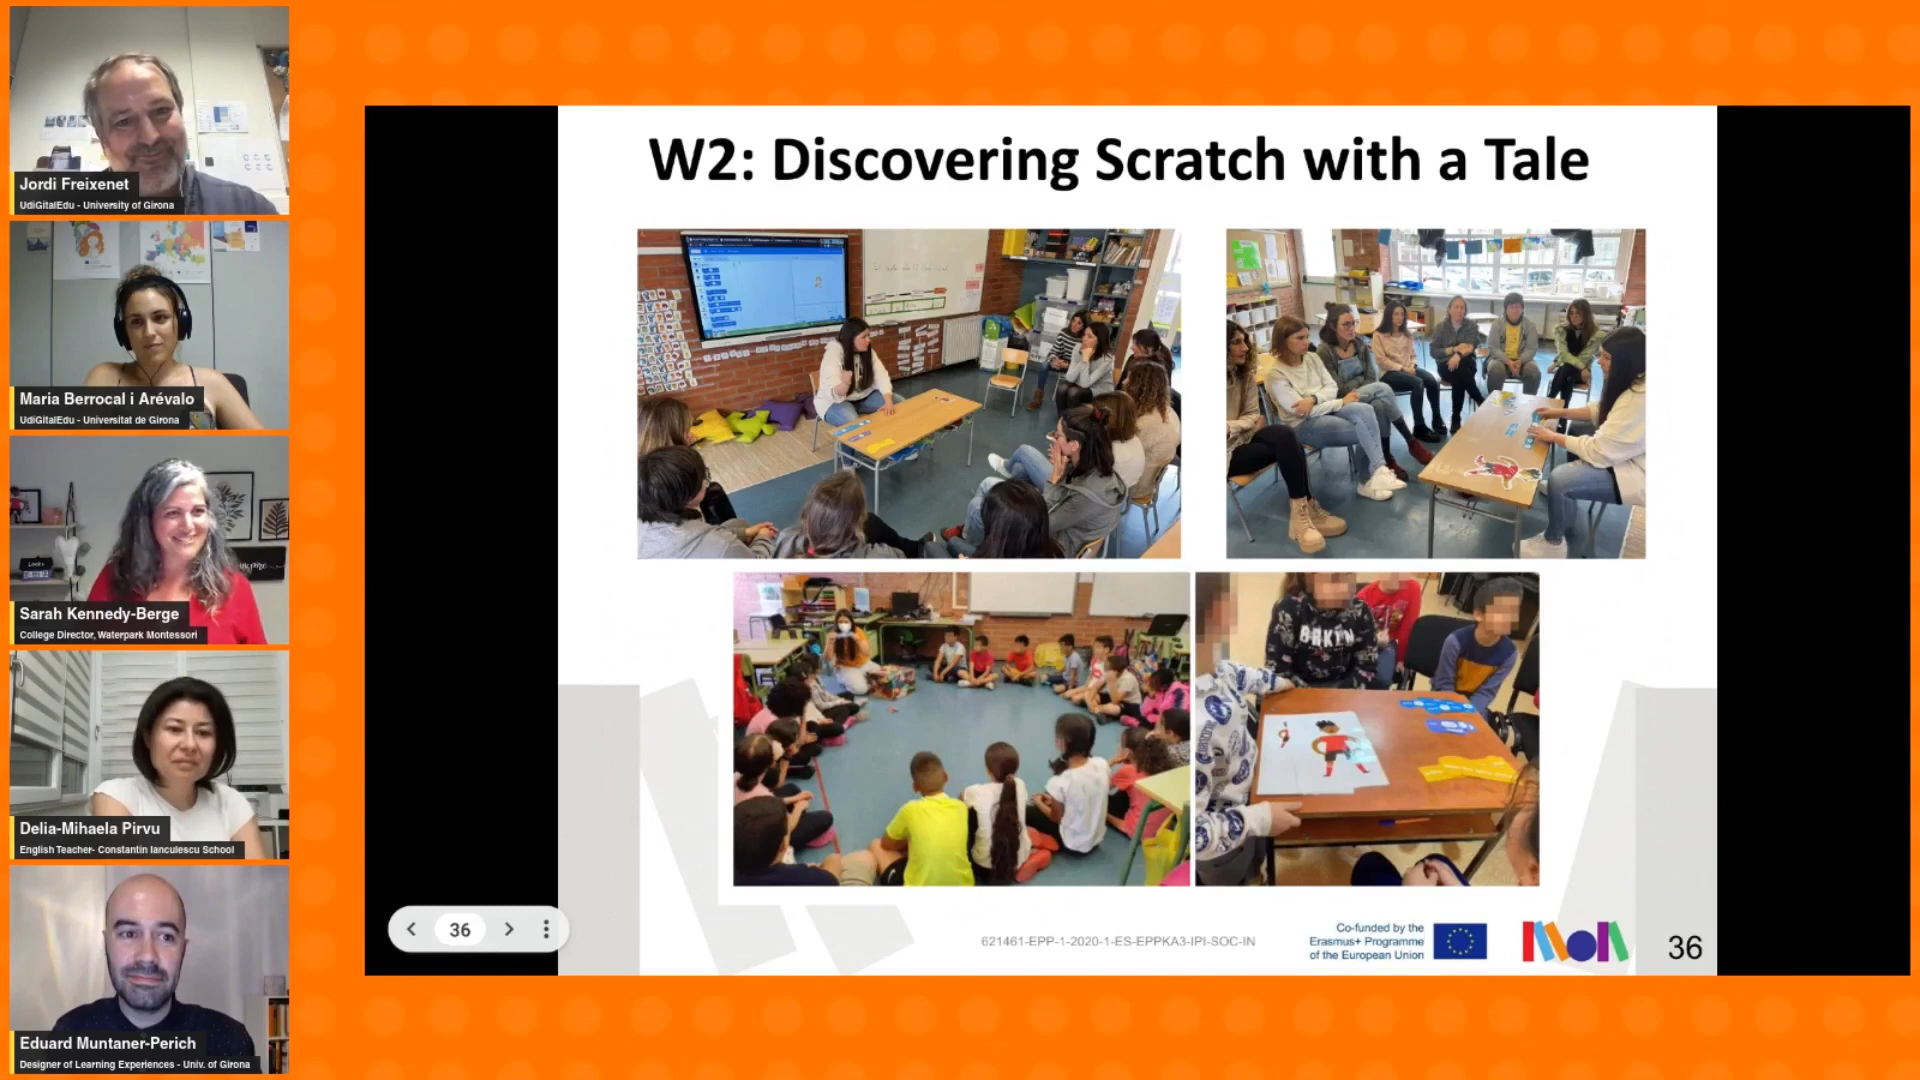 Jordi Freixenet
UdiGitalEdu - University of Girona
Maria Berrocal i Arévalo
UdiGitalEdu - Universitat de Girona
Sarah Kennedy-Berge
College Director, Waterpark Montessori
Delia-Mihaela Pirvu
English Teacher- Constantin Ianculescu School
Eduard Muntaner-Perich
Designer of Learning Experiences - Univ. of Girona
W2: Discovering Scratch with a Tale
BRKLN
36
621461-EPP-1-2020-1-ES-EPPKA3-IPI-SOC-IN
Co-funded by the
Erasmus+ Programme
of the European Union
36